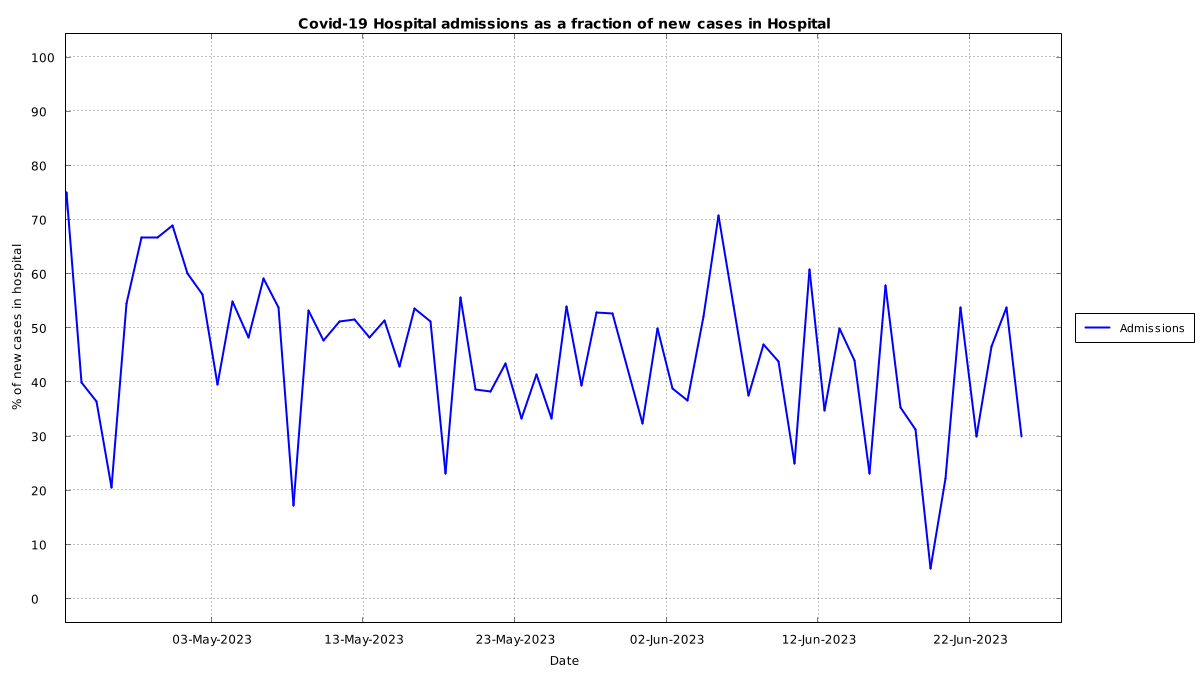 Covid-19 Hospital admissions as a fraction of new cases in Hospital
100
90
80
70
60
50
40
30
20
10
0
% of new cases in hospital
03-May-2023
13-May-2023
23-May-2023
02-Jun-2023
12-Jun-2023
22-Jun-2023
Date
Admissions